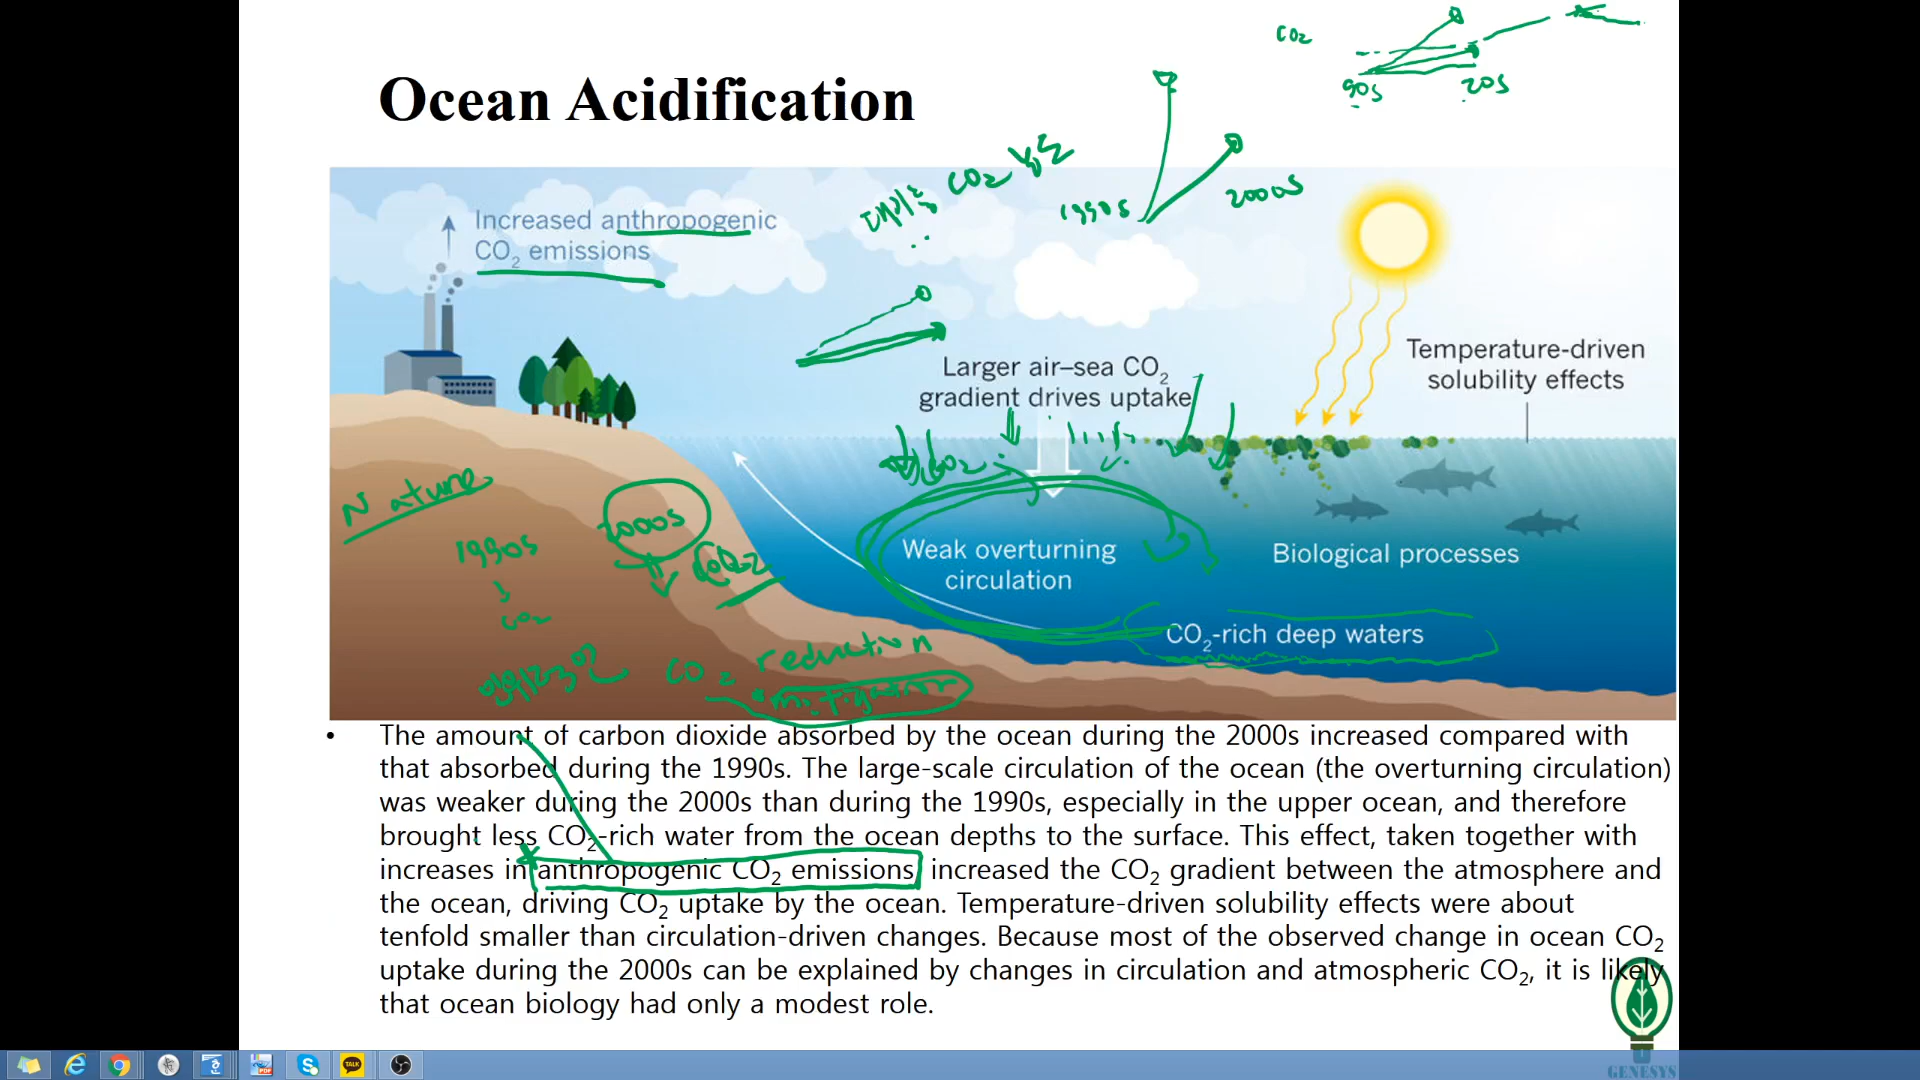 CO2
90s 20s
Ocean Acidification
CO2
1990s 2000s
Increased anthropogenic
CO2 emissions
Larger air–sea CO2
gradient drives uptake
Temperature-driven
solubility effects
CO2
Nature
2000s
1990s
CO2
CO2
Weak overturning
circulation
Biological processes
CO2-rich deep waters
CO2 reduction
mitigation
• The amount of carbon dioxide absorbed by the ocean during the 2000s increased compared with
that absorbed during the 1990s. The large-scale circulation of the ocean (the overturning circulation)
was weaker during the 2000s than during the 1990s, especially in the upper ocean, and therefore
brought less CO2-rich water from the ocean depths to the surface. This effect, taken together with
increases in anthropogenic CO2 emissions, increased the CO2 gradient between the atmosphere and
the ocean, driving CO2 uptake by the ocean. Temperature-driven solubility effects were about
tenfold smaller than circulation-driven changes. Because most of the observed change in ocean CO2
uptake during the 2000s can be explained by changes in circulation and atmospheric CO2, it is likely
that ocean biology had only a modest role.
TALK
GENESYS